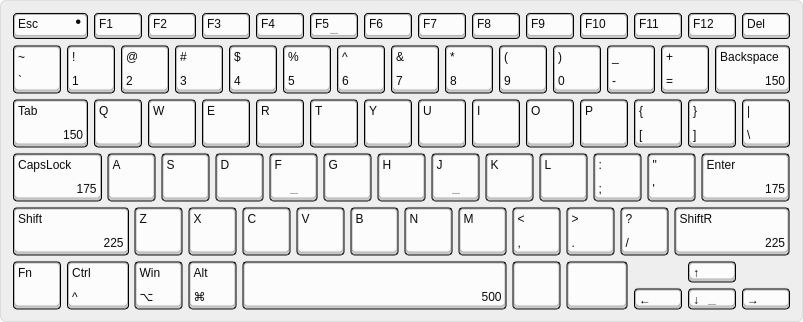 Esc • F1 F2 F3 F4 F5 _ F6 F7 F8 F9 F10 F11 F12 Del
~ ! @ # $ % ^ & * ( ) _ + Backspace
` 1 2 3 4 5 6 7 8 9 0 - = 150
Tab Q W E R T Y U I O P { } |
150 [ ] \
CapsLock A S D F G H J K L : " Enter
175 _ _ ; ' 175
Shift Z X C V B N M < > ? ShiftR
225 , . / 225
Fn Ctrl Win Alt ↑
^ ⌥ ⌘ 500 ← ↓ _ →